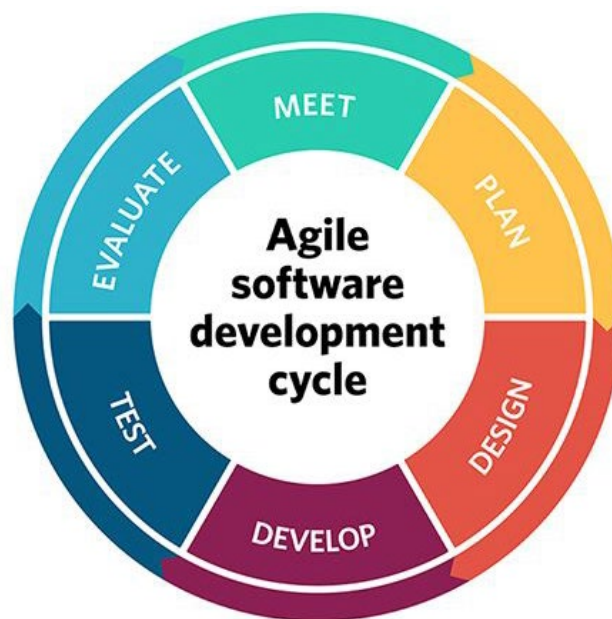 MEET
PLAN
DESIGN
DEVELOP
TEST
EVALUATE
Agile
software
development
cycle